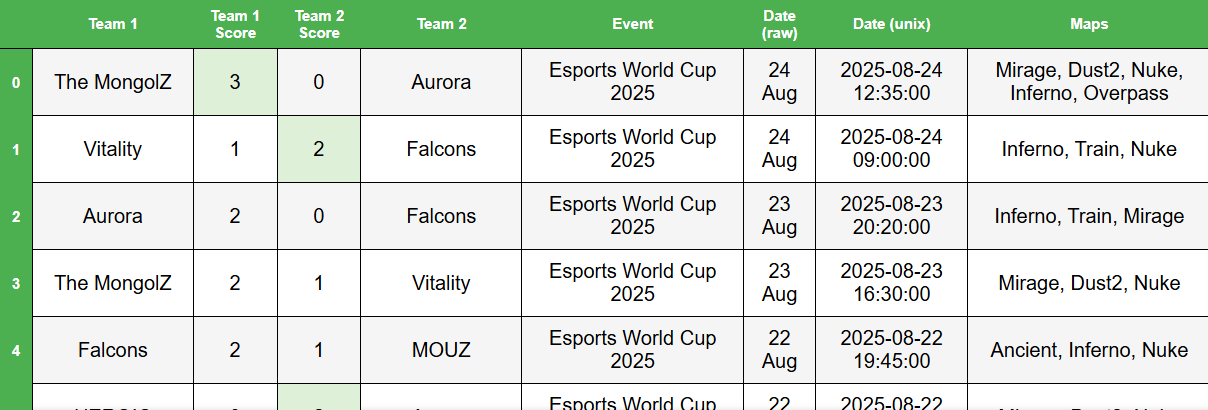 Team 1 Team 1 Score Team 2 Score Team 2 Event Date (raw) Date (unix) Maps
0 The MongolZ 3 0 Aurora Esports World Cup 2025 24 Aug 2025-08-24 12:35:00 Mirage, Dust2, Nuke, Inferno, Overpass
1 Vitality 1 2 Falcons Esports World Cup 2025 24 Aug 2025-08-24 09:00:00 Inferno, Train, Nuke
2 Aurora 2 0 Falcons Esports World Cup 2025 23 Aug 2025-08-23 20:20:00 Inferno, Train, Mirage
3 The MongolZ 2 1 Vitality Esports World Cup 2025 23 Aug 2025-08-23 16:30:00 Mirage, Dust2, Nuke
4 Falcons 2 1 MOUZ Esports World Cup 2025 22 Aug 2025-08-22 19:45:00 Ancient, Inferno, Nuke
Esports World Cup 22 2025-08-22